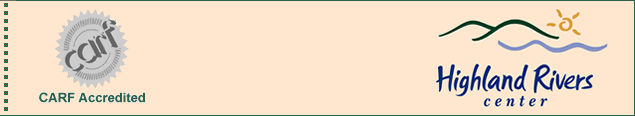 carf
CARF Accredited
Highland Rivers
center